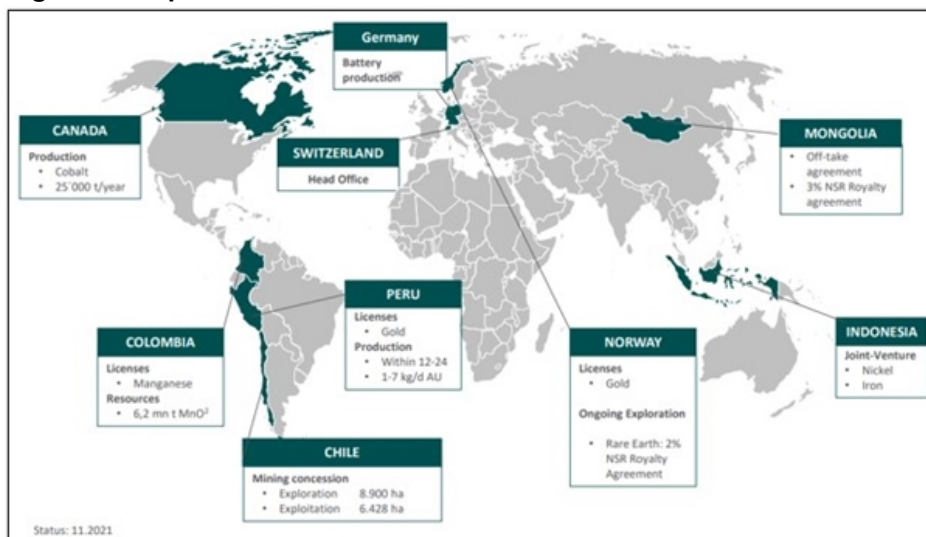 Germany
Battery
production
CANADA
Production
• Cobalt
• 25´000 t/year
SWITZERLAND
Head Office
MONGOLIA
• Off-take
agreement
• 3% NSR Royalty
agreement
COLOMBIA
Licenses
• Manganese
Resources
• 6,2 mn t MnO²
PERU
Licenses
• Gold
Production
• Within 12-24
• 1-7 kg/d AU
NORWAY
Licenses
• Gold
Ongoing Exploration
• Rare Earth: 2%
NSR Royalty
Agreement
INDONESIA
Joint-Venture
• Nickel
• Iron
CHILE
Mining concession
• Exploration 8.900 ha
• Exploitation 6.428 ha
Status: 11.2021